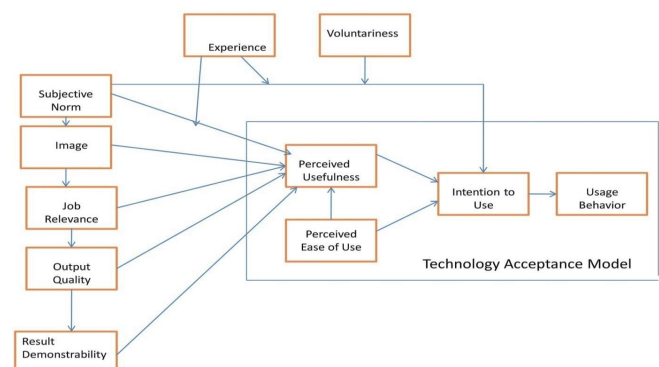 Experience
Voluntariness
Subjective
Norm
Image
Job
Relevance
Output
Quality
Result
Demonstrability
Perceived
Usefulness
Perceived
Ease of Use
Intention to
Use
Usage
Behavior
Technology Acceptance Model